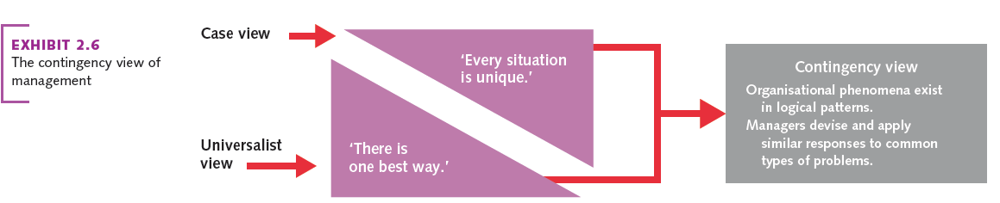 EXHIBIT 2.6
The contingency view of
management
Case view
‘Every situation
is unique.’
Universalist
view
‘There is
one best way.’
Contingency view
Organisational phenomena exist
in logical patterns.
Managers devise and apply
similar responses to common
types of problems.